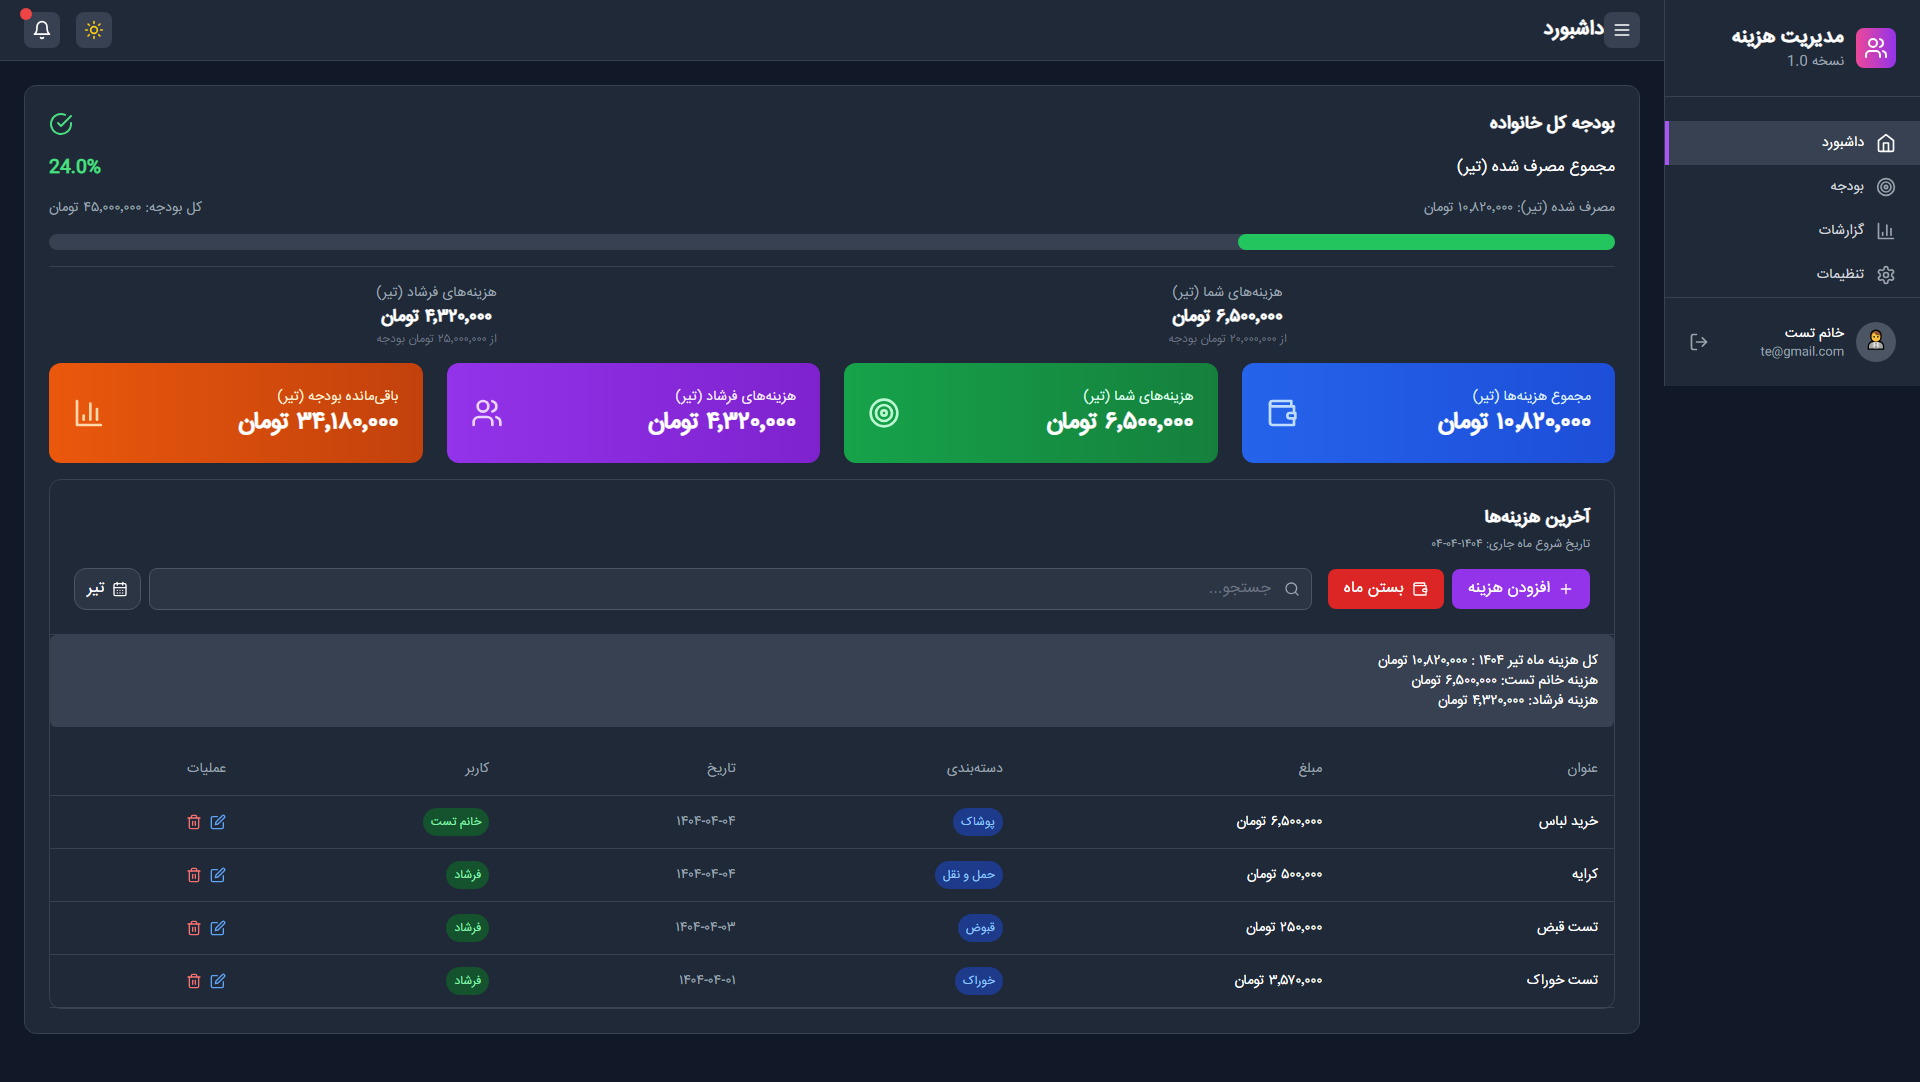 مدیریت هزینه
نسخه 1.0
داشبورد
بودجه
گزارشات
تنظیمات
خانم تست
te@gmail.com
داشبورد
بودجه کل خانواده
مجموع مصرف شده (تیر)
24.0%
مصرف شده (تیر): ۱۰٬۸۲۰٬۰۰۰ تومان
کل بودجه: ۴۵٬۰۰۰٬۰۰۰ تومان
هزینه‌های شما (تیر)
۶٬۵۰۰٬۰۰۰ تومان
از ۲۰٬۰۰۰٬۰۰۰ تومان بودجه
هزینه‌های فرشاد (تیر)
۴٬۳۲۰٬۰۰۰ تومان
از ۲۵٬۰۰۰٬۰۰۰ تومان بودجه
مجموع هزینه‌ها (تیر)
۱۰٬۸۲۰٬۰۰۰ تومان
هزینه‌های شما (تیر)
۶٬۵۰۰٬۰۰۰ تومان
هزینه‌های فرشاد (تیر)
۴٬۳۲۰٬۰۰۰ تومان
باقی‌مانده بودجه (تیر)
۳۴٬۱۸۰٬۰۰۰ تومان
آخرین هزینه‌ها
تاریخ شروع ماه جاری: ۱۴۰۴-۰۴-۰۴
افزودن هزینه
بستن ماه
جستجو...
تیر
کل هزینه ماه تیر ۱۴۰۴ : ۱۰٬۸۲۰٬۰۰۰ تومان
هزینه خانم تست: ۶٬۵۰۰٬۰۰۰ تومان
هزینه فرشاد: ۴٬۳۲۰٬۰۰۰ تومان
عنوان مبلغ دسته‌بندی تاریخ کاربر عملیات
خرید لباس ۶٬۵۰۰٬۰۰۰ تومان پوشاک ۱۴۰۴-۰۴-۰۴ خانم تست
کرایه ۵۰۰٬۰۰۰ تومان حمل و نقل ۱۴۰۴-۰۴-۰۴ فرشاد
تست قبض ۲۵۰٬۰۰۰ تومان قبوض ۱۴۰۴-۰۴-۰۳ فرشاد
تست خوراک ۳٬۵۷۰٬۰۰۰ تومان خوراک ۱۴۰۴-۰۴-۰۱ فرشاد